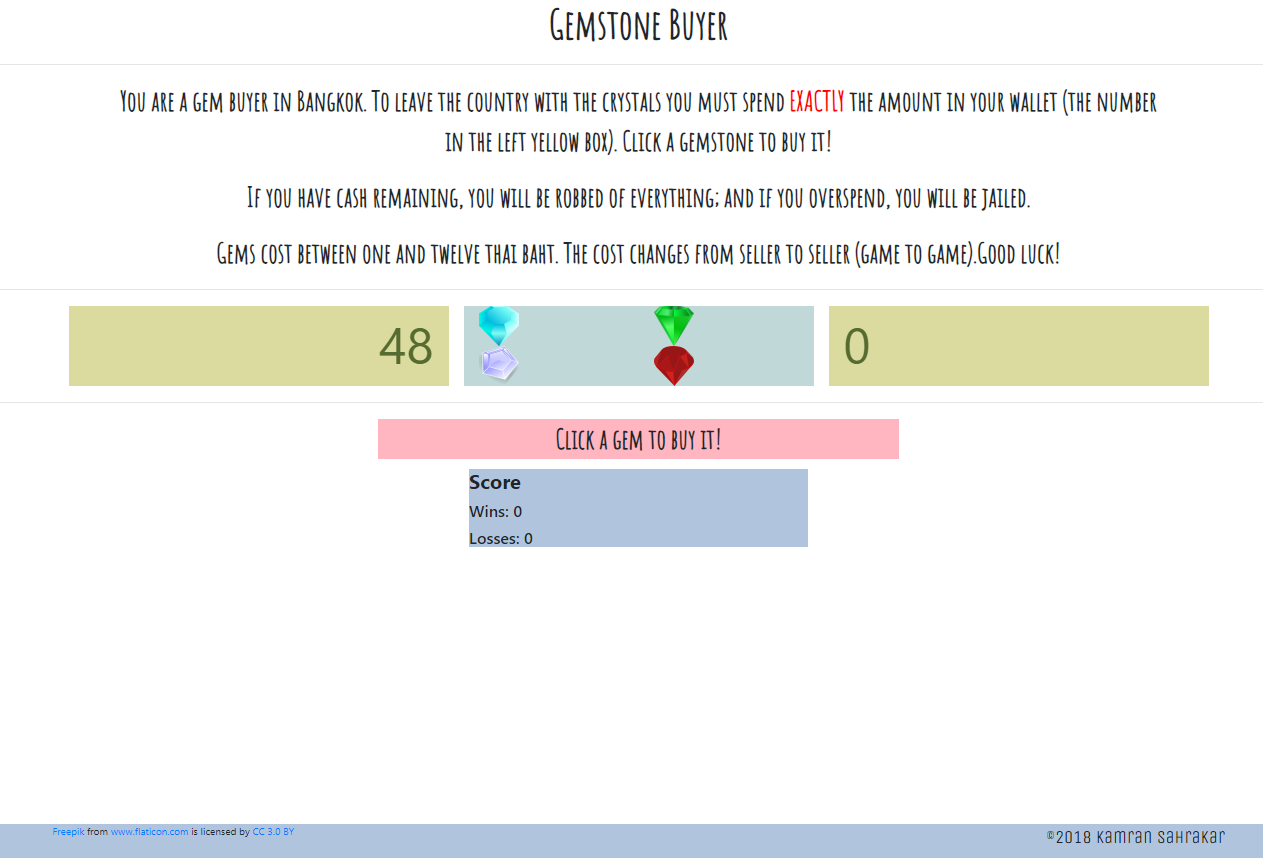 Gemstone Buyer
You are a gem buyer in Bangkok. To leave the country with the crystals you must spend EXACTLY the amount in your wallet (the number
in the left yellow box). Click a gemstone to buy it!
If you have cash remaining, you will be robbed of everything; and if you overspend, you will be jailed.
Gems cost between one and twelve thai baht. The cost changes from seller to seller (game to game).Good luck!
48
0
Click a gem to buy it!
Score
Wins: 0
Losses: 0
Freepik from www.flaticon.com is licensed by CC 3.0 BY
©2018 Kamran Sahrakar